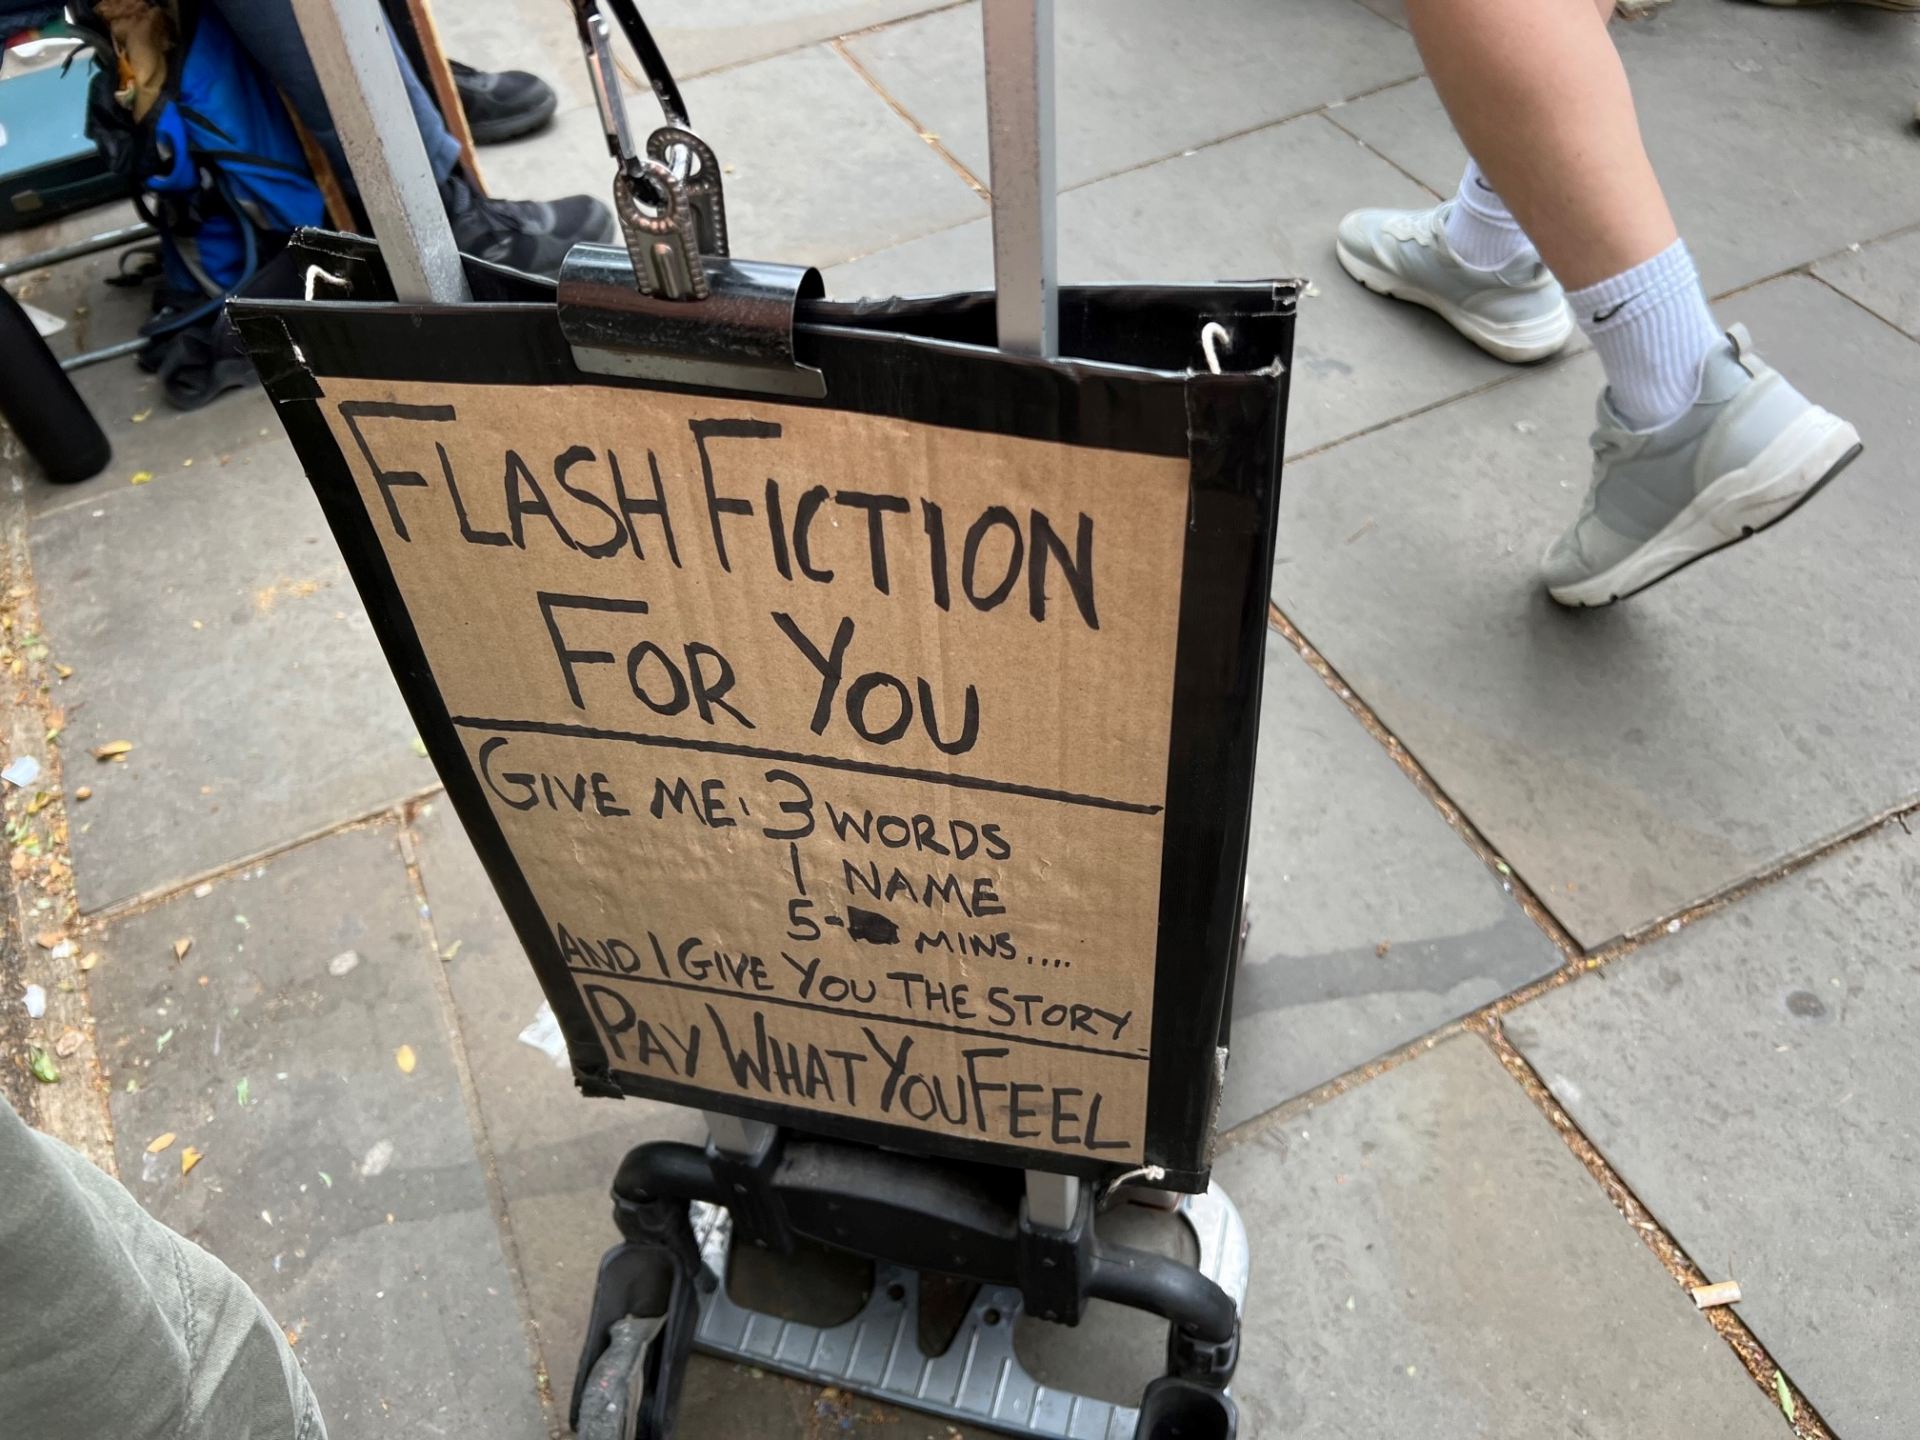 FLASH FICTION
FOR YOU
GIVE ME: 3 WORDS
1 NAME
5- MINS....
AND I GIVE YOU THE STORY
PAY WHAT YOU FEEL